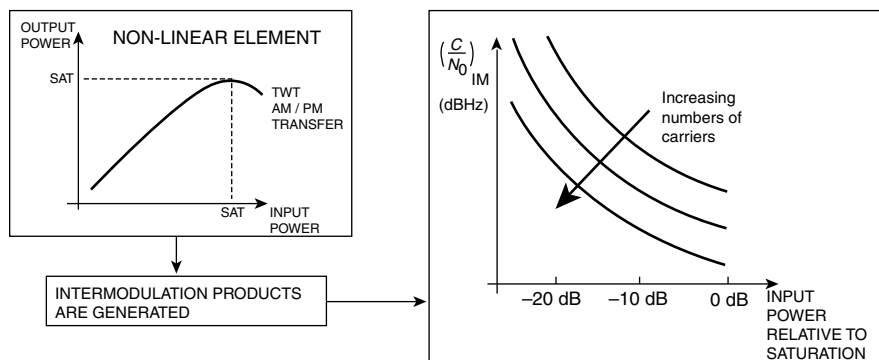 OUTPUT
POWER
NON-LINEAR ELEMENT
SAT
TWT
AM / PM
TRANSFER
SAT
INPUT
POWER
INTERMODULATION PRODUCTS
ARE GENERATED
(C/N0)IM
(dBHz)
Increasing
numbers of
carriers
–20 dB
–10 dB
0 dB
INPUT
POWER
RELATIVE TO
SATURATION